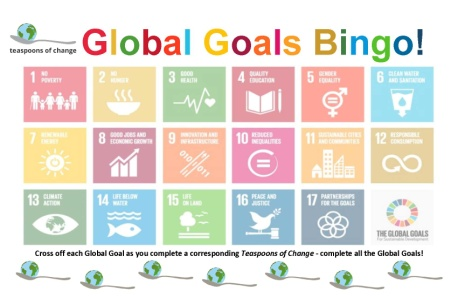 teaspoons of change
Global Goals Bingo!
1 NO POVERTY
2 NO HUNGER
3 GOOD HEALTH
4 QUALITY EDUCATION
5 GENDER EQUALITY
6 CLEAN WATER AND SANITATION
7 RENEWABLE ENERGY
8 GOOD JOBS AND ECONOMIC GROWTH
9 INNOVATION AND INFRASTRUCTURE
10 REDUCED INEQUALITIES
11 SUSTAINABLE CITIES AND COMMUNITIES
12 RESPONSIBLE CONSUMPTION
13 CLIMATE ACTION
14 LIFE BELOW WATER
15 LIFE ON LAND
16 PEACE AND JUSTICE
17 PARTNERSHIPS FOR THE GOALS
THE GLOBAL GOALS
For Sustainable Development
Cross off each Global Goal as you complete a corresponding Teaspoons of Change - complete all the Global Goals!